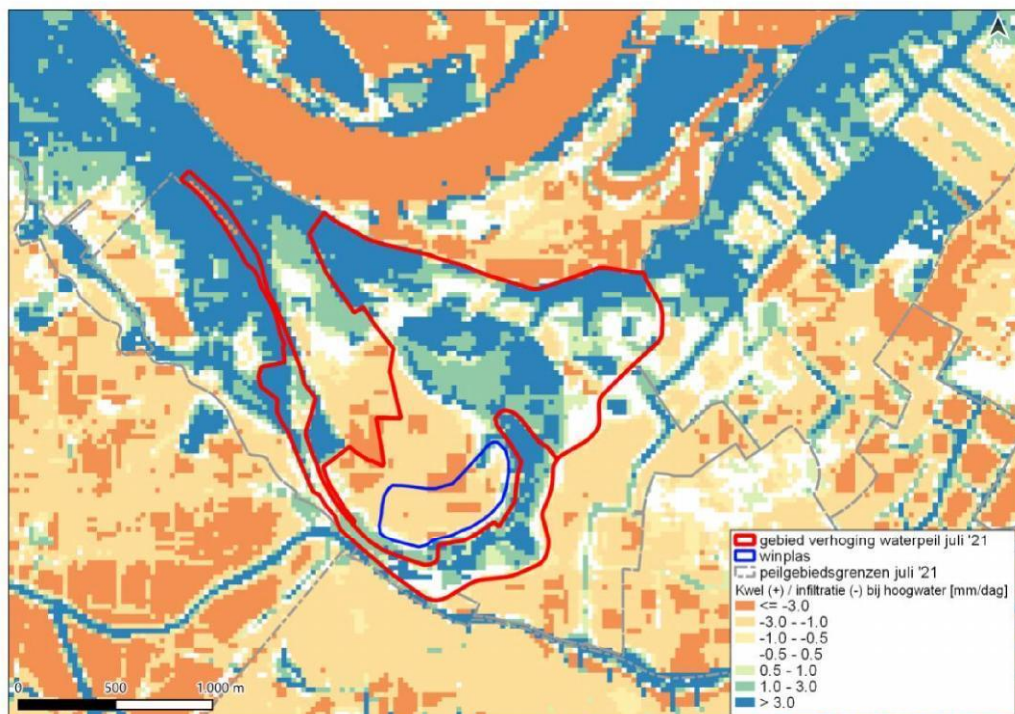 gebied verhoging waterpeil juli '21
winplas
peilgebiedsgrenzen juli '21
Kwel (+) / infiltratie (-) bij hoogwater [mm/dag]
<= -3.0
-3.0 - -1.0
-1.0 - -0.5
-0.5 - 0.5
0.5 - 1.0
1.0 - 3.0
> 3.0
0 500 1.000 m